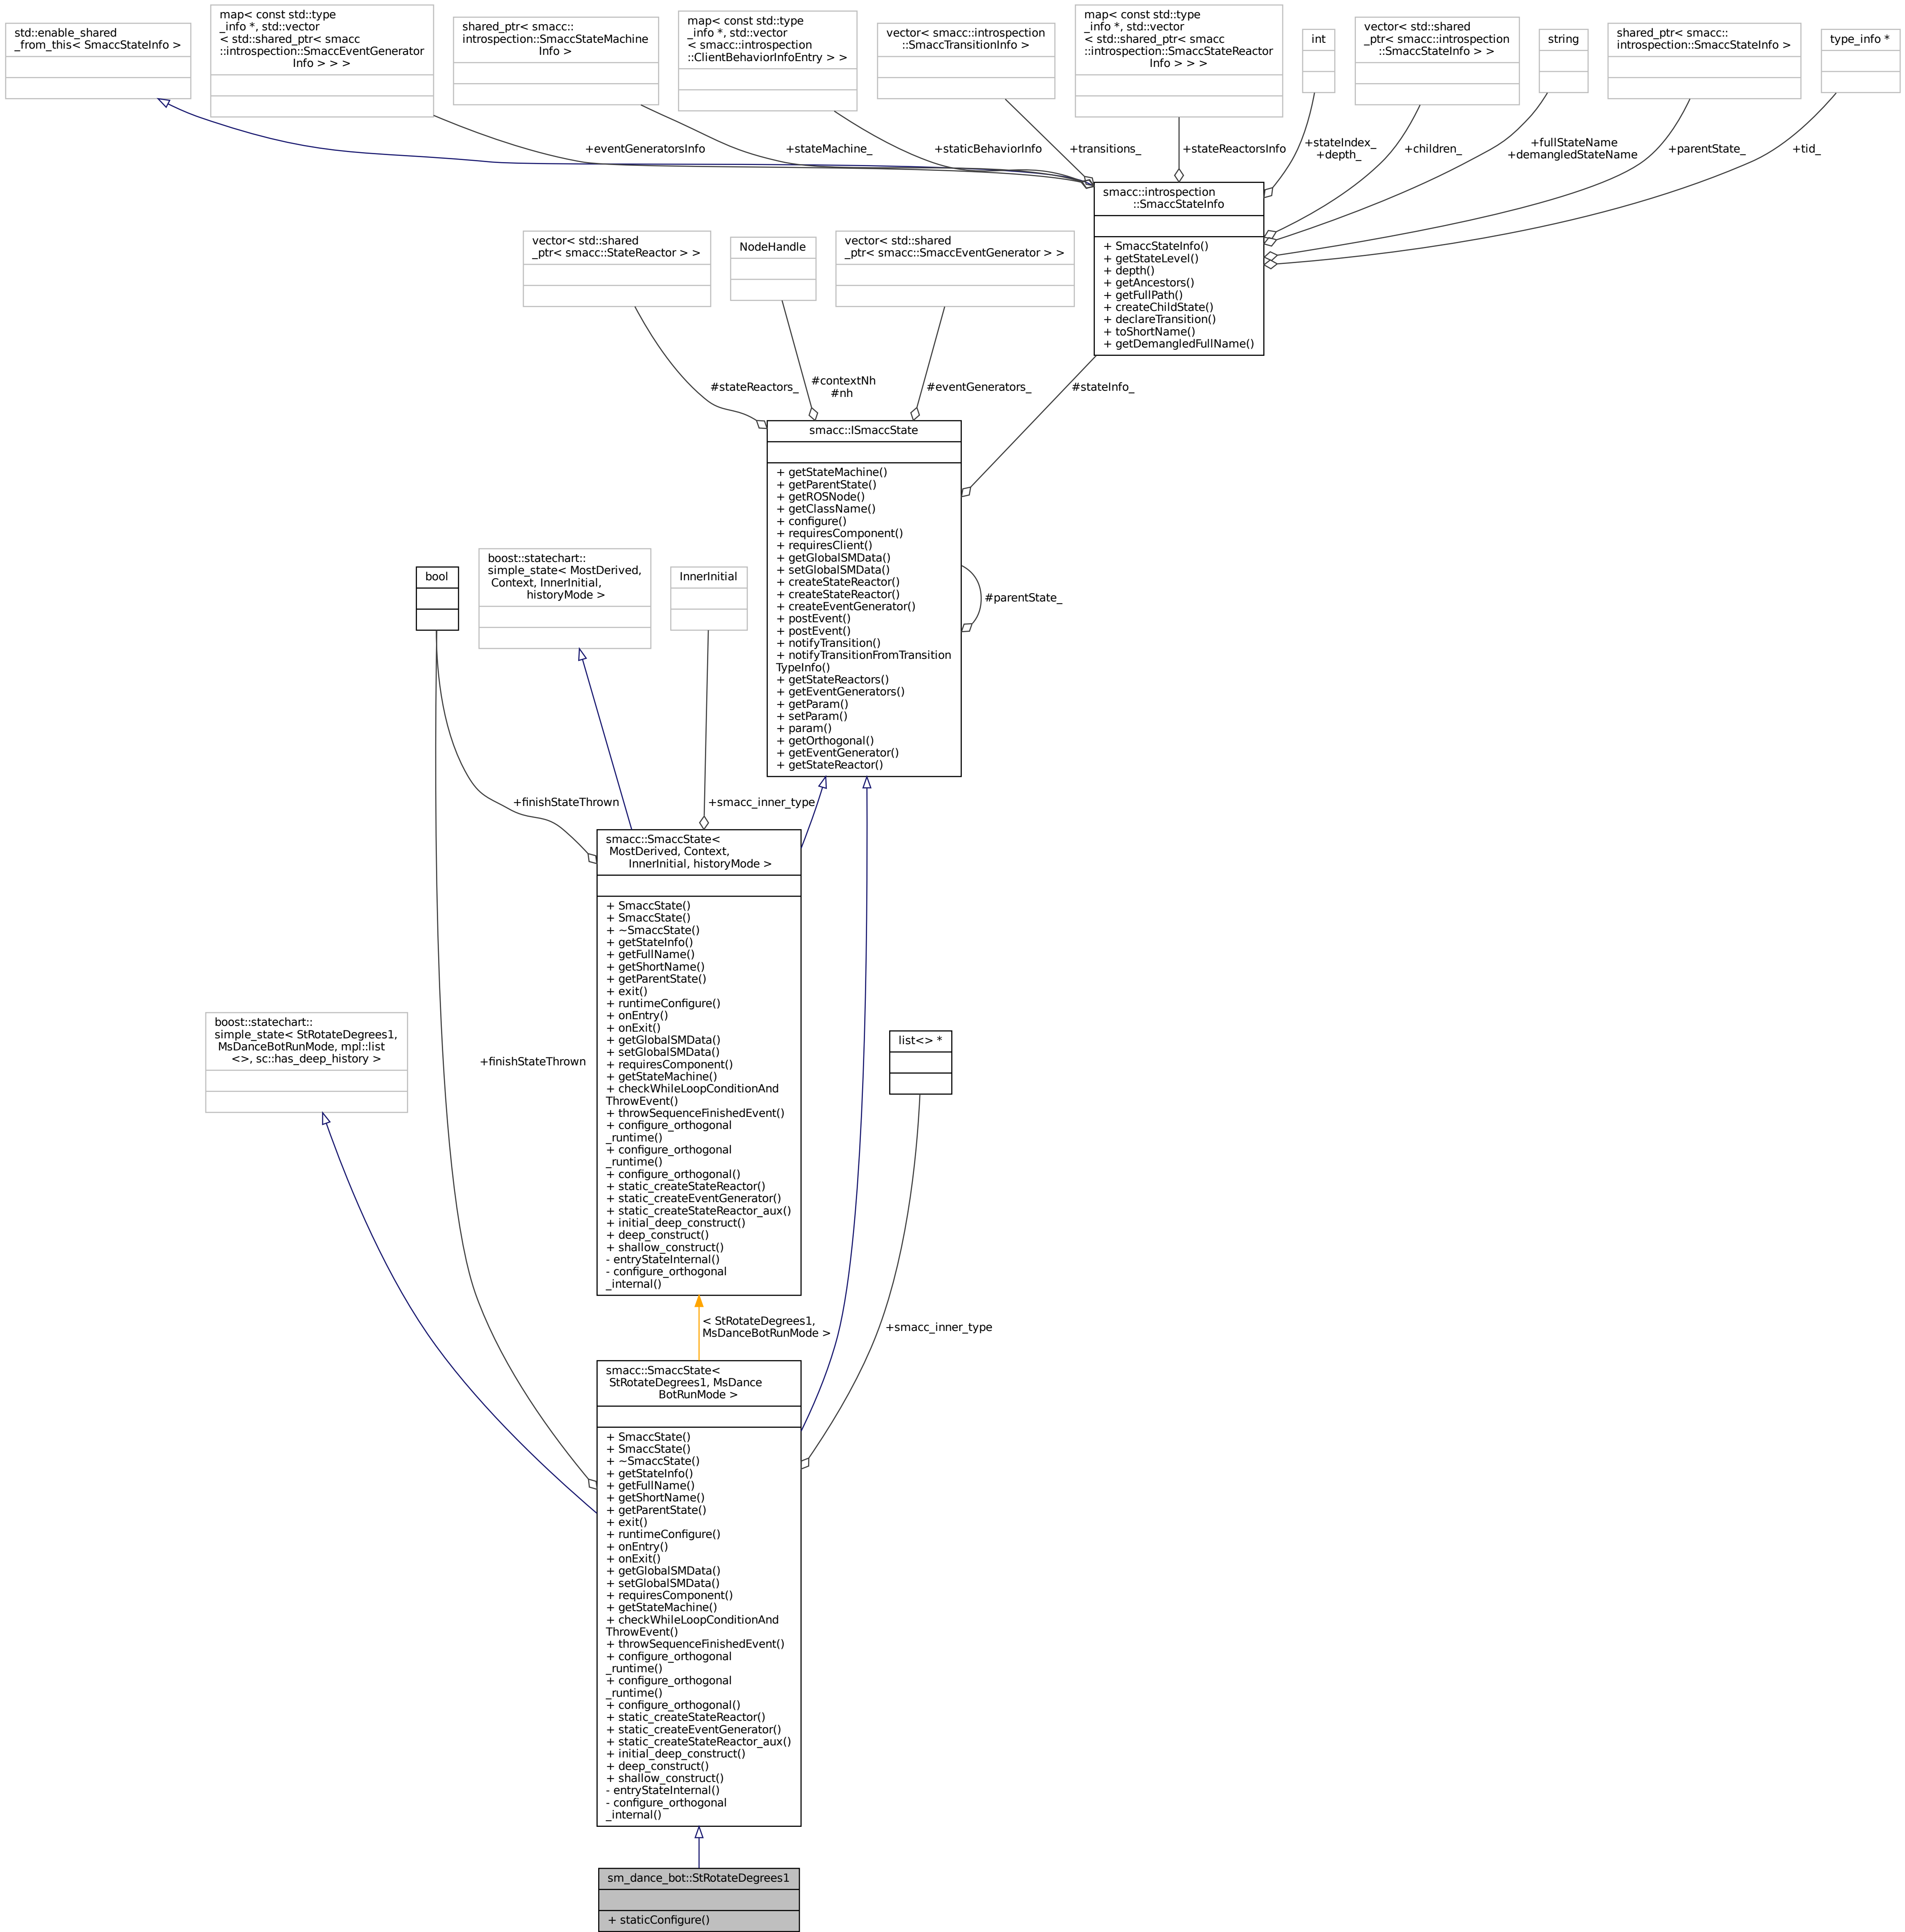 std::enable_shared
_from_this< SmaccStateInfo >
map< const std::type
_info *, std::vector
< std::shared_ptr< smacc
::introspection::SmaccEventGenerator
Info > > >
shared_ptr< smacc::
introspection::SmaccStateMachine
Info >
map< const std::type
_info *, std::vector
< smacc::introspection
::ClientBehaviorInfoEntry > >
vector< smacc::introspection
::SmaccTransitionInfo >
map< const std::type
_info *, std::vector
< std::shared_ptr< smacc
::introspection::SmaccStateReactor
Info > > >
int
vector< std::shared
_ptr< smacc::introspection
::SmaccStateInfo > >
string
shared_ptr< smacc::
introspection::SmaccStateInfo >
type_info *
+eventGeneratorsInfo
+stateMachine_
+staticBehaviorInfo
+transitions_
+stateReactorsInfo
+stateIndex_
+depth_
+children_
+fullStateName
+demangledStateName
+parentState_
+tid_
smacc::introspection
::SmaccStateInfo
+ SmaccStateInfo()
+ getStateLevel()
+ depth()
+ getAncestors()
+ getFullPath()
+ createChildState()
+ declareTransition()
+ toShortName()
+ getDemangledFullName()
vector< std::shared
_ptr< smacc::StateReactor > >
NodeHandle
vector< std::shared
_ptr< smacc::SmaccEventGenerator > >
#stateReactors_
#contextNh
#nh
#eventGenerators_
#stateInfo_
smacc::ISmaccState
+ getStateMachine()
+ getParentState()
+ getROSNode()
+ getClassName()
+ configure()
+ requiresComponent()
+ requiresClient()
+ getGlobalSMData()
+ setGlobalSMData()
+ createStateReactor()
+ createStateReactor()
+ createEventGenerator()
+ postEvent()
+ postEvent()
+ notifyTransition()
+ notifyTransitionFromTransition
TypeInfo()
+ getStateReactors()
+ getEventGenerators()
+ getParam()
+ setParam()
+ param()
+ getOrthogonal()
+ getEventGenerator()
+ getStateReactor()
#parentState_
bool
boost::statechart::
simple_state< MostDerived,
Context, InnerInitial,
historyMode >
InnerInitial
+finishStateThrown
+smacc_inner_type
smacc::SmaccState<
MostDerived, Context,
InnerInitial, historyMode >
+ SmaccState()
+ SmaccState()
+ ~SmaccState()
+ getStateInfo()
+ getFullName()
+ getShortName()
+ getParentState()
+ exit()
+ runtimeConfigure()
+ onEntry()
+ onExit()
+ getGlobalSMData()
+ setGlobalSMData()
+ requiresComponent()
+ getStateMachine()
+ checkWhileLoopConditionAnd
ThrowEvent()
+ throwSequenceFinishedEvent()
+ configure_orthogonal
_runtime()
+ configure_orthogonal
_runtime()
+ configure_orthogonal()
+ static_createStateReactor()
+ static_createEventGenerator()
+ static_createStateReactor_aux()
+ initial_deep_construct()
+ deep_construct()
+ shallow_construct()
- entryStateInternal()
- configure_orthogonal
_internal()
boost::statechart::
simple_state< StRotateDegrees1,
MsDanceBotRunMode, mpl::list
<>, sc::has_deep_history >
+finishStateThrown
list<> *
< StRotateDegrees1,
MsDanceBotRunMode >
+smacc_inner_type
smacc::SmaccState<
StRotateDegrees1, MsDance
BotRunMode >
+ SmaccState()
+ SmaccState()
+ ~SmaccState()
+ getStateInfo()
+ getFullName()
+ getShortName()
+ getParentState()
+ exit()
+ runtimeConfigure()
+ onEntry()
+ onExit()
+ getGlobalSMData()
+ setGlobalSMData()
+ requiresComponent()
+ getStateMachine()
+ checkWhileLoopConditionAnd
ThrowEvent()
+ throwSequenceFinishedEvent()
+ configure_orthogonal
_runtime()
+ configure_orthogonal
_runtime()
+ configure_orthogonal()
+ static_createStateReactor()
+ static_createEventGenerator()
+ static_createStateReactor_aux()
+ initial_deep_construct()
+ deep_construct()
+ shallow_construct()
- entryStateInternal()
- configure_orthogonal
_internal()
sm_dance_bot::StRotateDegrees1
+ staticConfigure()